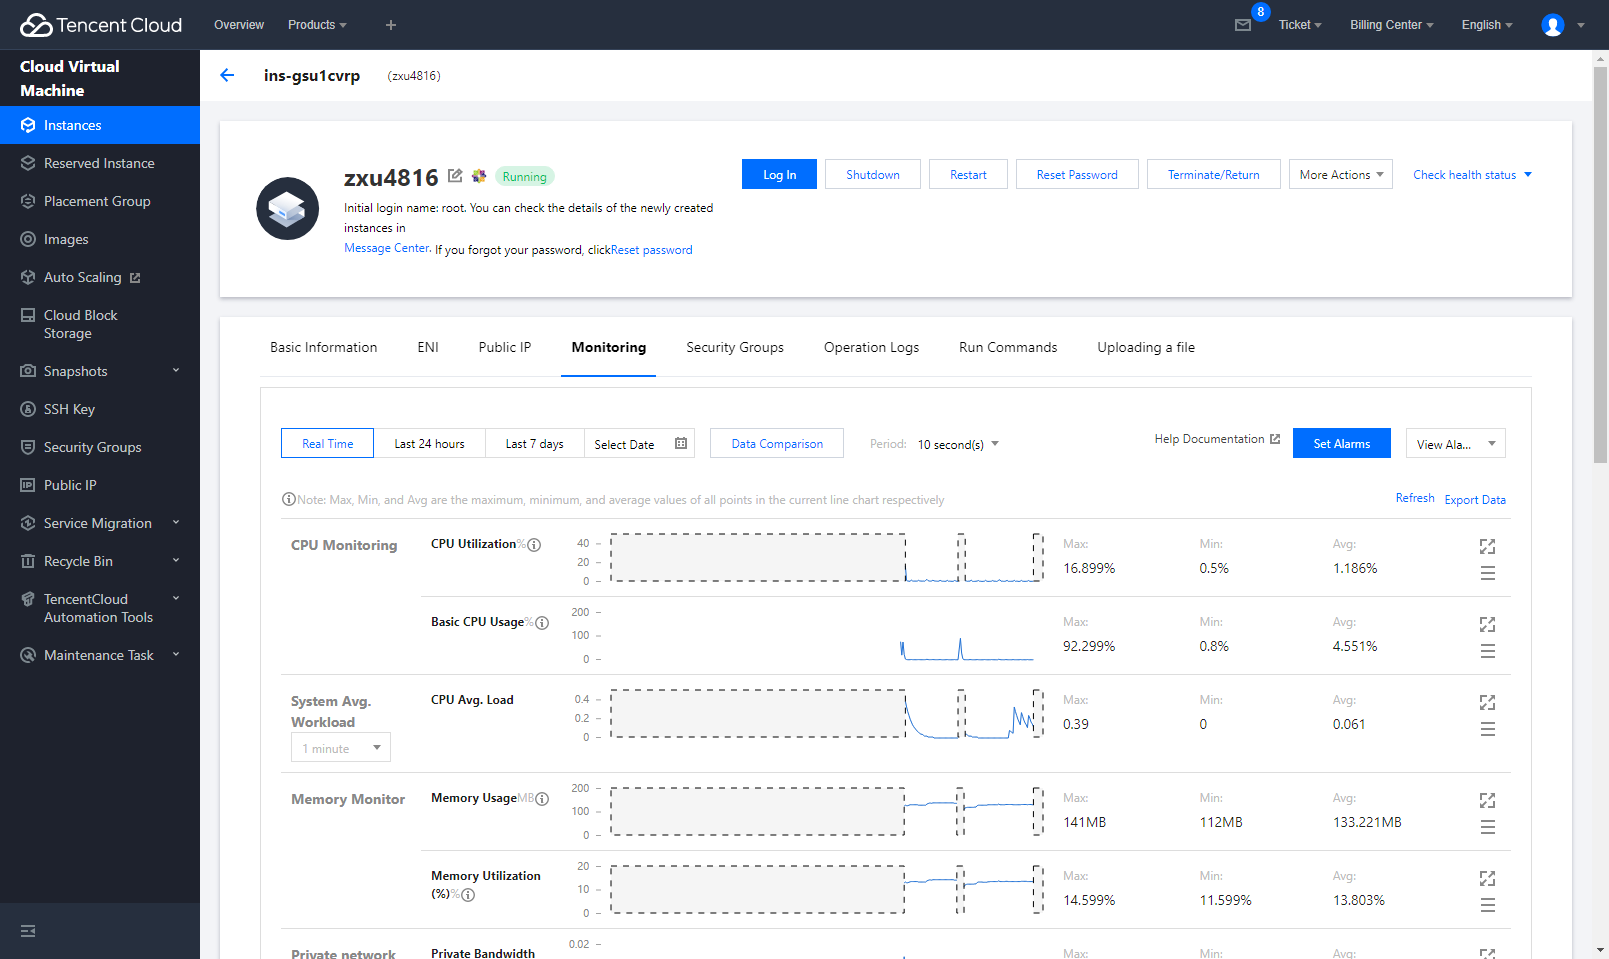 Tencent Cloud
Overview
Products
8
Ticket
Billing Center
English
Cloud Virtual
Machine
Instances
Reserved Instance
Placement Group
Images
Auto Scaling
Cloud Block
Storage
Snapshots
SSH Key
Security Groups
Public IP
Service Migration
Recycle Bin
TencentCloud
Automation Tools
Maintenance Task
ins-gsu1cvrp (zxu4816)
zxu4816 Running
Initial login name: root. You can check the details of the newly created
instances in
Message Center. If you forgot your password, clickReset password
Log In
Shutdown
Restart
Reset Password
Terminate/Return
More Actions
Check health status
Basic Information
ENI
Public IP
Monitoring
Security Groups
Operation Logs
Run Commands
Uploading a file
Real Time
Last 24 hours
Last 7 days
Select Date
Data Comparison
Period: 10 second(s)
Help Documentation
Set Alarms
View Ala...
Note: Max, Min, and Avg are the maximum, minimum, and average values of all points in the current line chart respectively
Refresh
Export Data
CPU Monitoring
CPU Utilization%
40
20
0
Max:
16.899%
Min:
0.5%
Avg:
1.186%
Basic CPU Usage%
200
100
0
Max:
92.299%
Min:
0.8%
Avg:
4.551%
System Avg.
Workload
1 minute
CPU Avg. Load
0.4
0.2
0
Max:
0.39
Min:
0
Avg:
0.061
Memory Monitor
Memory UsageMB
200
100
0
Max:
141MB
Min:
112MB
Avg:
133.221MB
Memory Utilization
(%)%
20
10
0
Max:
14.599%
Min:
11.599%
Avg:
13.803%
Private network
Private Bandwidth
0.02
Max:
Min:
Avg: